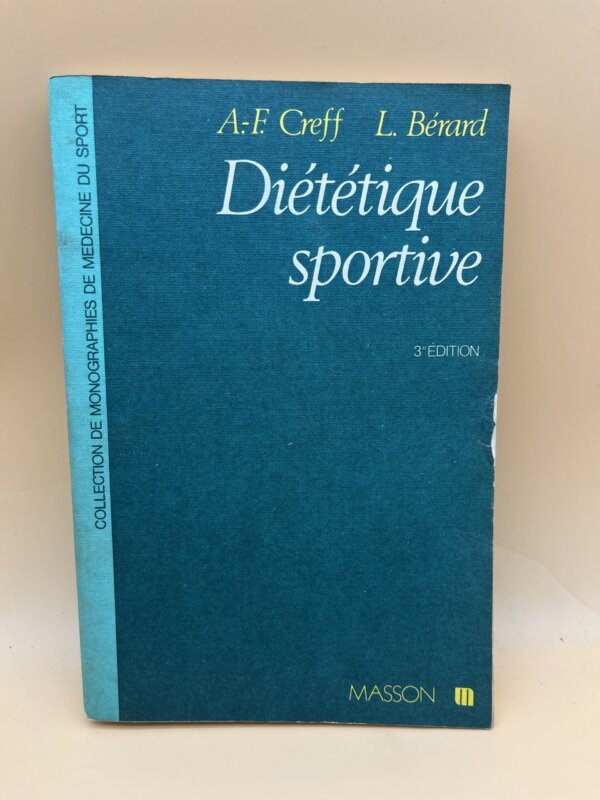 A.-F. Creff L. Bérard
Diététique
sportive
3e EDITION
COLLECTION DE MONOGRAPHIES DE MEDECINE DU SPORT
MASSON m